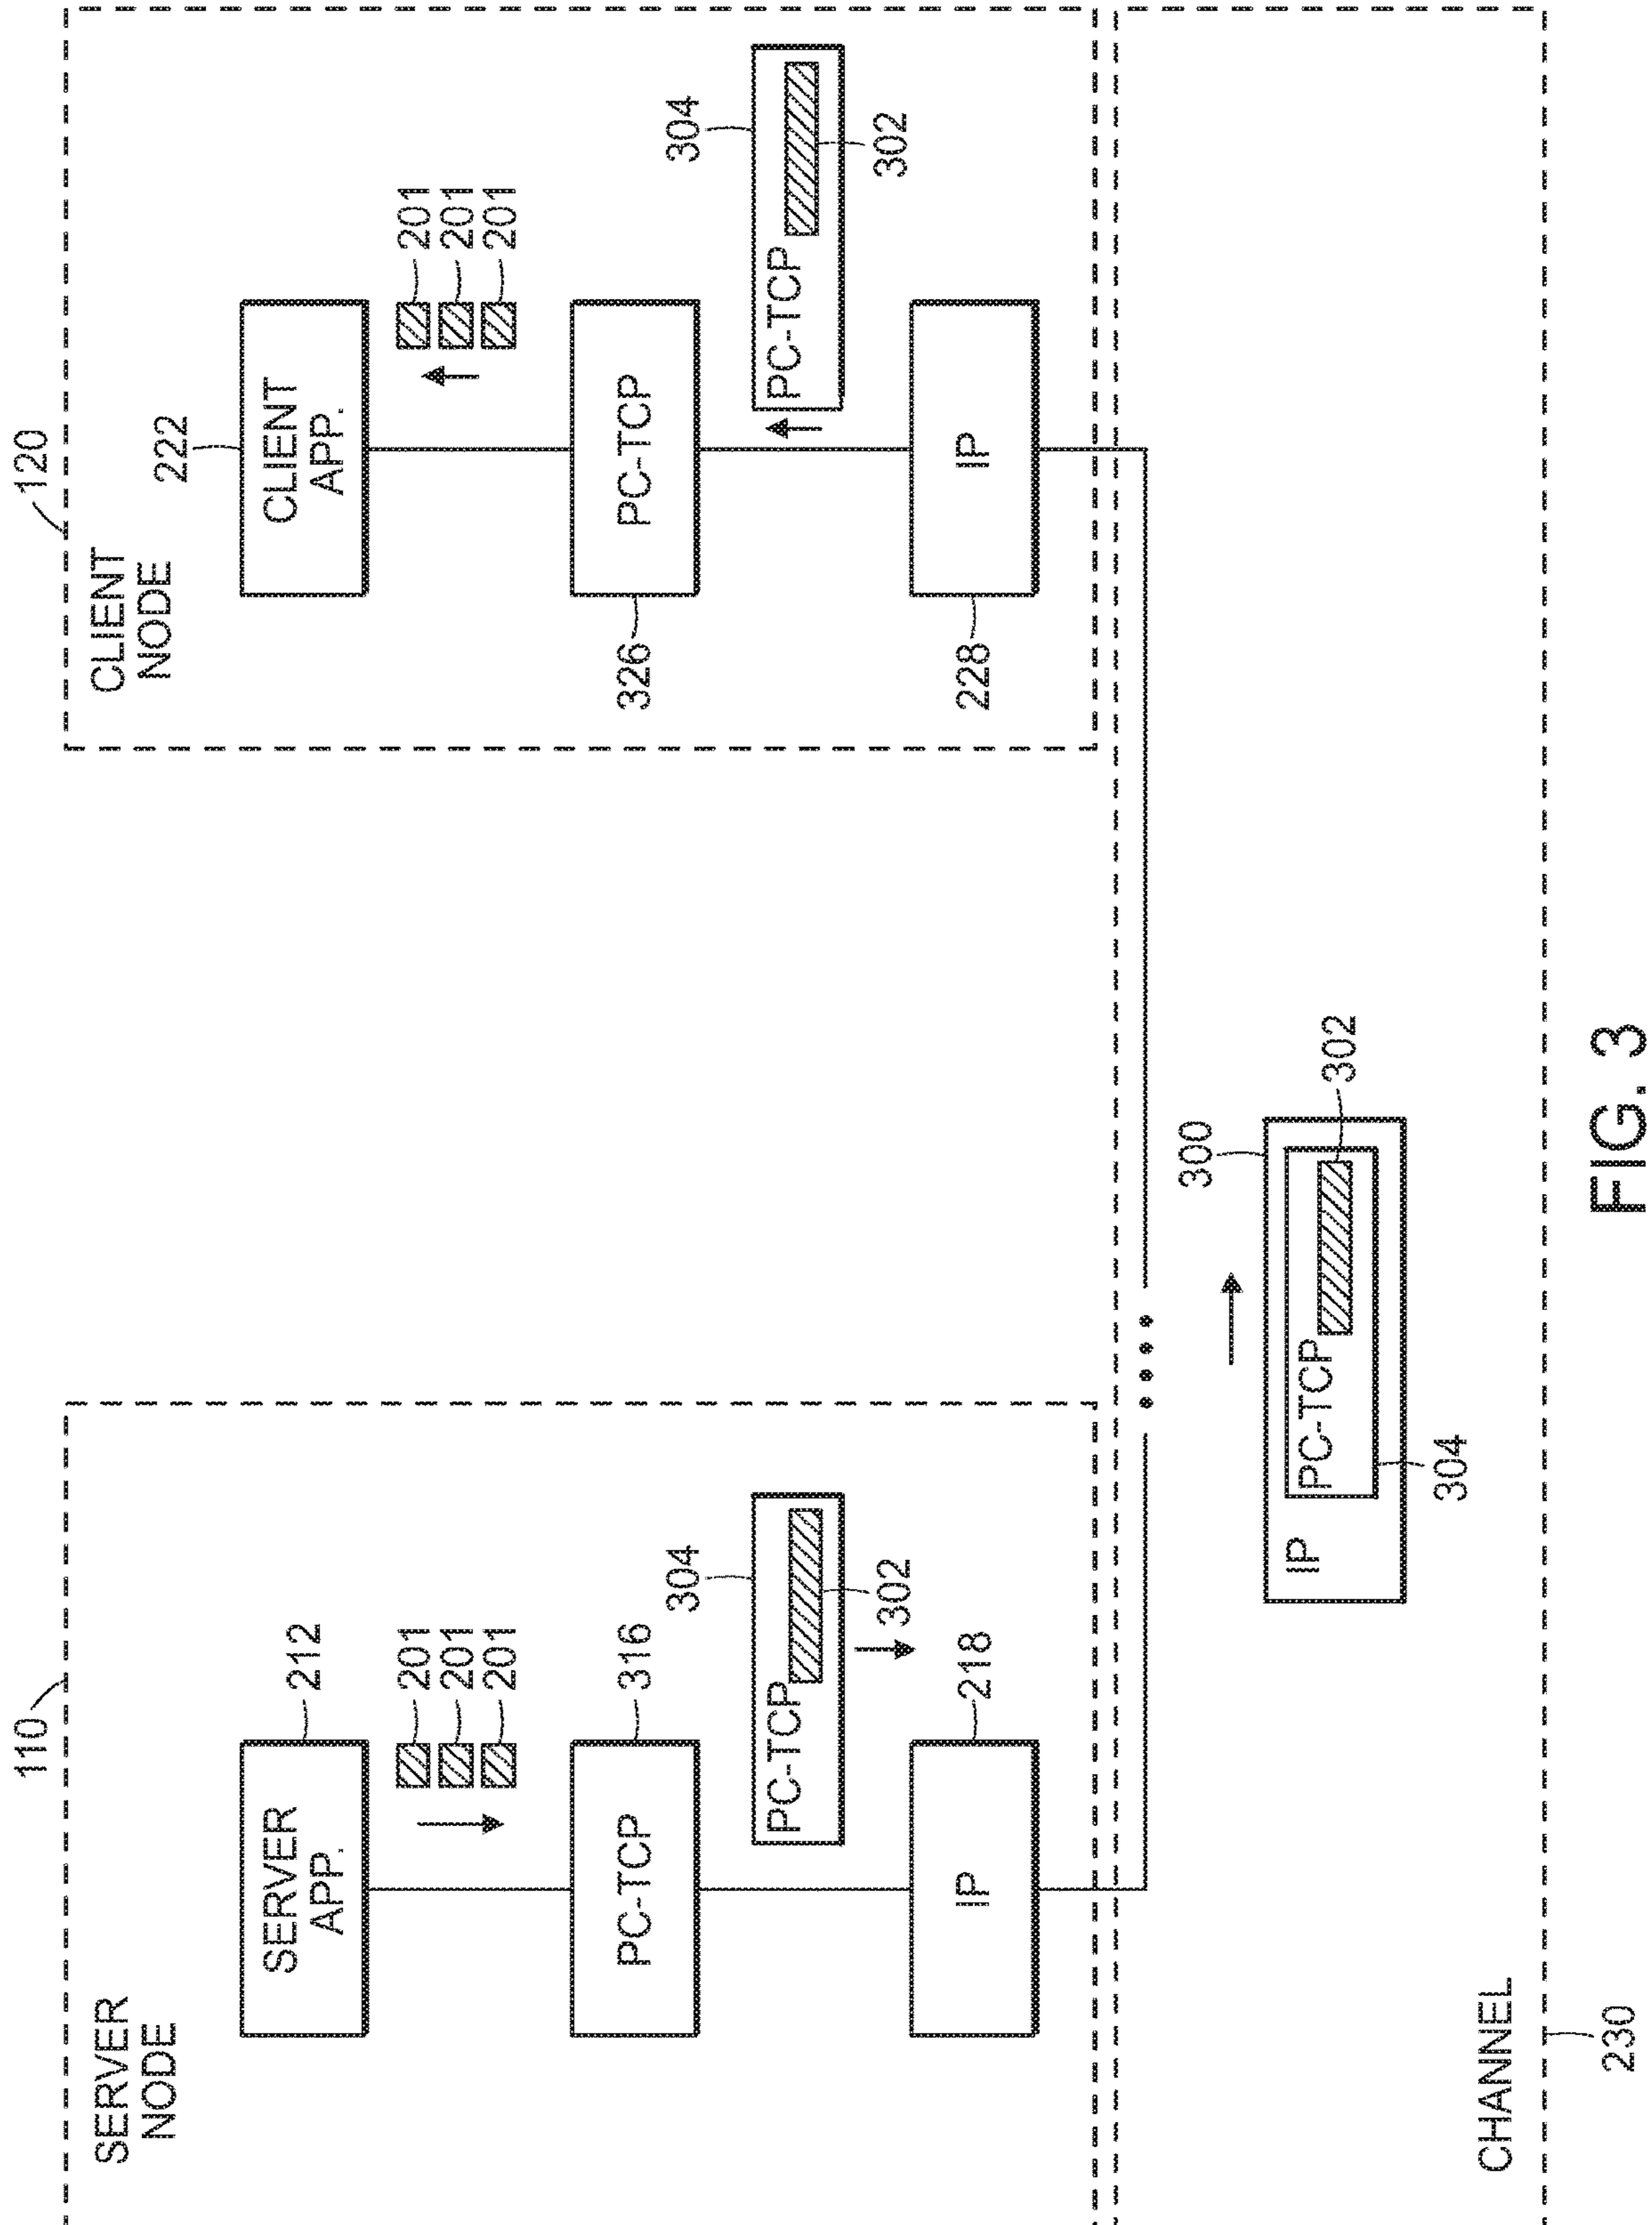 110
SERVER
NODE
SERVER
APP.
212
201
201
201
PC-TCP
316
304
PC-TCP
302
IP
218
120
CLIENT
NODE
222
CLIENT
APP.
201
201
201
PC-TCP
326
304
PC-TCP
302
IP
228
300
302
IP
PC-TCP
304
CHANNEL
230
FIG. 3